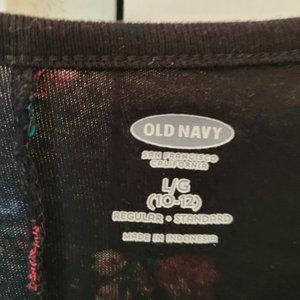 OLD NAVY
SAN FRANCISCO
CALIFORNIA
L/G
(10-12)
REGULAR • STANDARD
MADE IN INDONESIA